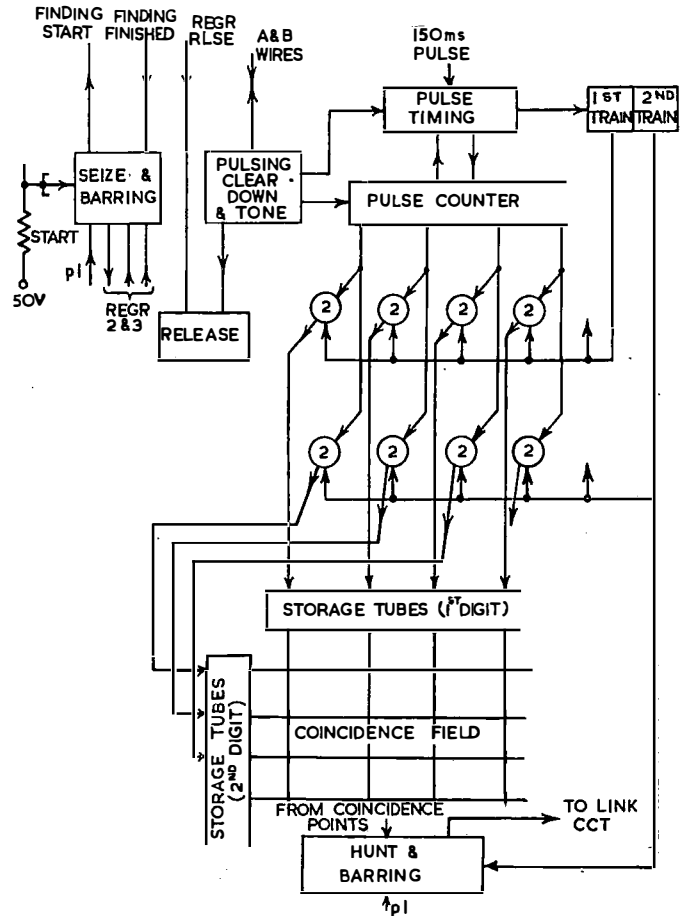 FINDING START
FINDING FINISHED
REGR RLSE
A&B WIRES
150ms PULSE
PULSE TIMING
1ST TRAIN
2ND TRAIN
SEIZE & BARRING
PULSING CLEAR DOWN & TONE
PULSE COUNTER
START
50V
p1
REGR 2&3
RELEASE
2
2
2
2
2
2
2
2
STORAGE TUBES (1ST DIGIT)
STORAGE TUBES (2ND DIGIT)
COINCIDENCE FIELD
FROM COINCIDENCE POINTS
TO LINK CCT
HUNT & BARRING
p1